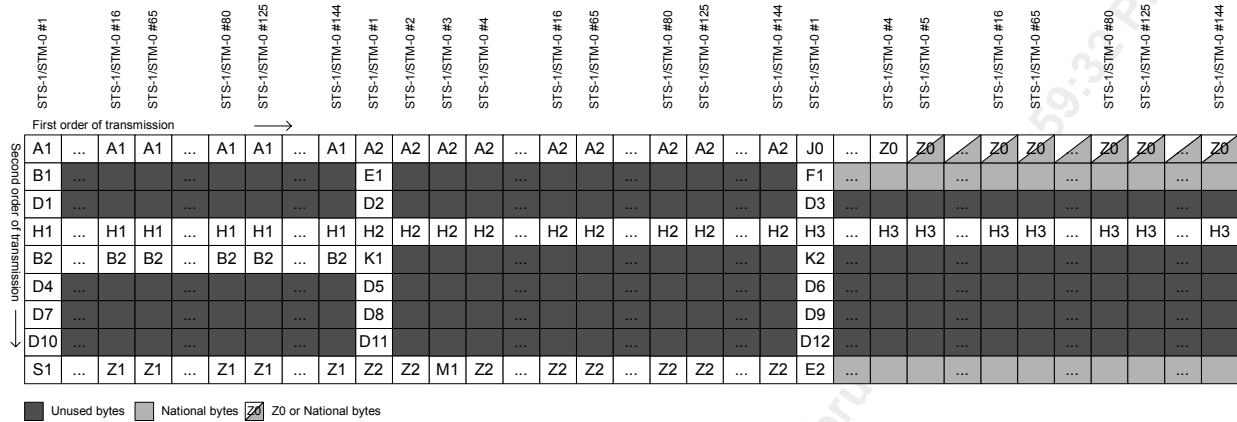 STS-1/STM-0 #1
STS-1/STM-0 #16
STS-1/STM-0 #65
STS-1/STM-0 #80
STS-1/STM-0 #125
STS-1/STM-0 #144
STS-1/STM-0 #1
STS-1/STM-0 #2
STS-1/STM-0 #3
STS-1/STM-0 #4
STS-1/STM-0 #16
STS-1/STM-0 #65
STS-1/STM-0 #80
STS-1/STM-0 #125
STS-1/STM-0 #144
STS-1/STM-0 #1
STS-1/STM-0 #4
STS-1/STM-0 #5
STS-1/STM-0 #16
STS-1/STM-0 #65
STS-1/STM-0 #80
STS-1/STM-0 #125
STS-1/STM-0 #144
59:32
First order of transmission
Second order of transmission
A1 ... A1 A1 ... A1 A1 ... A1 A2 A2 A2 A2 ... A2 A2 ... A2 A2 ... A2 J0 ... Z0 Z0 ... Z0 Z0 ... Z0 Z0 ... Z0
B1 ... ... ... E1 ... ... ... F1 ... ... ... ...
D1 ... ... ... D2 ... ... ... D3 ... ... ... ...
H1 ... H1 H1 ... H1 H1 ... H1 H2 H2 H2 H2 ... H2 H2 ... H2 H2 ... H2 H3 ... H3 H3 ... H3 H3 ... H3 H3 ... H3
B2 ... B2 B2 ... B2 B2 ... B2 K1 ... ... ... K2 ... ... ... ...
D4 ... ... ... D5 ... ... ... D6 ... ... ... ...
D7 ... ... ... D8 ... ... ... D9 ... ... ... ...
D10 ... ... ... D11 ... ... ... D12 ... ... ... ...
S1 ... Z1 Z1 ... Z1 Z1 ... Z1 Z2 Z2 M1 Z2 ... Z2 Z2 ... Z2 Z2 ... Z2 E2 ... ... ... ...
Unused bytes National bytes Z0 Z0 or National bytes